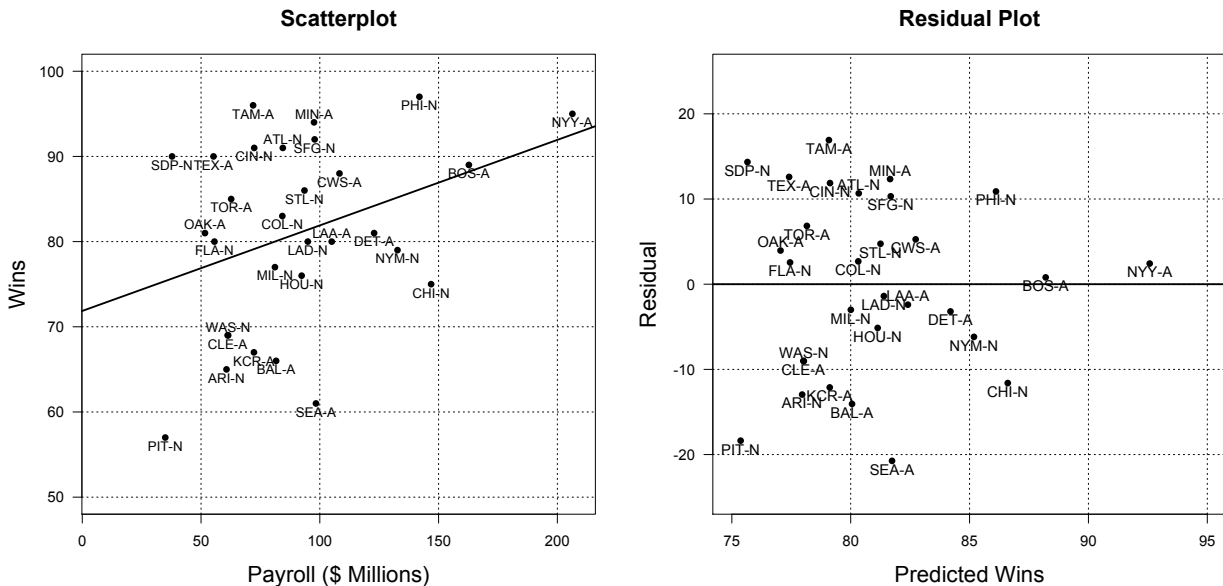 Scatterplot
100
90
80
70
60
50
Wins
TAM-A
MIN-A
PHI-N
NYY-A
ATL-N
CIN-N
SFG-N
SDP-N
TEX-A
BOS-A
CWS-A
STL-N
TOR-A
COL-N
OAK-A
LAA-A
FLA-N
LAD-N
DET-A
NYM-N
MIL-N
HOU-N
CHI-N
WAS-N
CLE-A
KCR-A
BAL-A
ARI-N
SEA-A
PIT-N
0
50
100
150
200
Payroll ($ Millions)
Residual Plot
20
10
0
-10
-20
Residual
TAM-A
SDP-N
TEX-A
MIN-A
ATL-N
CIN-N
PHI-N
SFG-N
TOR-A
OAK-A
CWS-A
STL-N
FLA-N
COL-N
NYY-A
BOS-A
LAA-A
LAD-N
MIL-N
DET-A
HOU-N
NYM-N
WAS-N
CLE-A
KCR-A
ARI-N
CHI-N
BAL-A
PIT-N
SEA-A
75
80
85
90
95
Predicted Wins